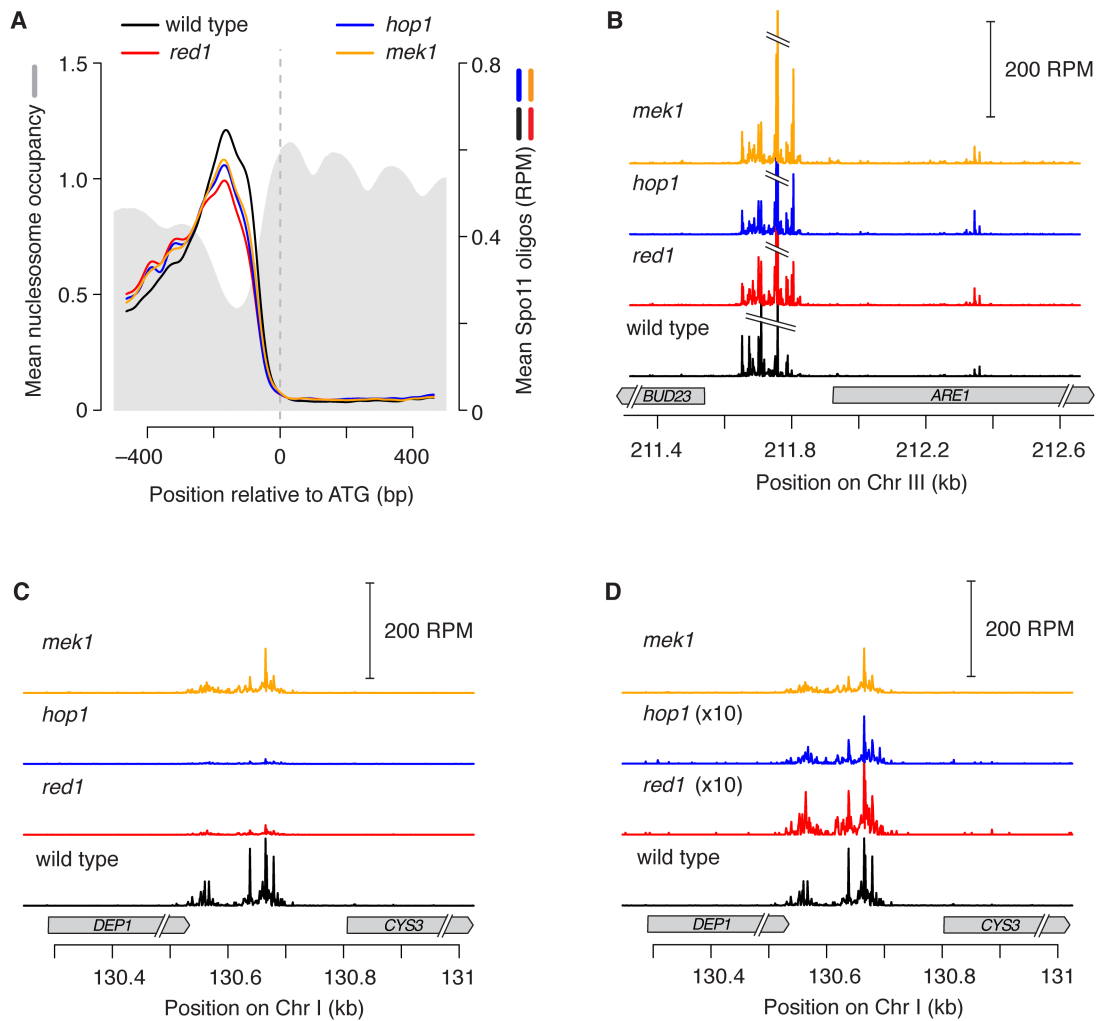 A
wild type
hop1
red1
mek1
1.5
1.0
0.5
0
Mean nuclesosome occupancy
0.8
0.4
0
Mean Spo11 oligos (RPM)
–400
0
400
Position relative to ATG (bp)
B
200 RPM
mek1
hop1
red1
wild type
BUD23
ARE1
211.4
211.8
212.2
212.6
Position on Chr III (kb)
C
200 RPM
mek1
hop1
red1
wild type
DEP1
CYS3
130.4
130.6
130.8
131
Position on Chr I (kb)
D
200 RPM
mek1
hop1 (x10)
red1 (x10)
wild type
DEP1
CYS3
130.4
130.6
130.8
131
Position on Chr I (kb)